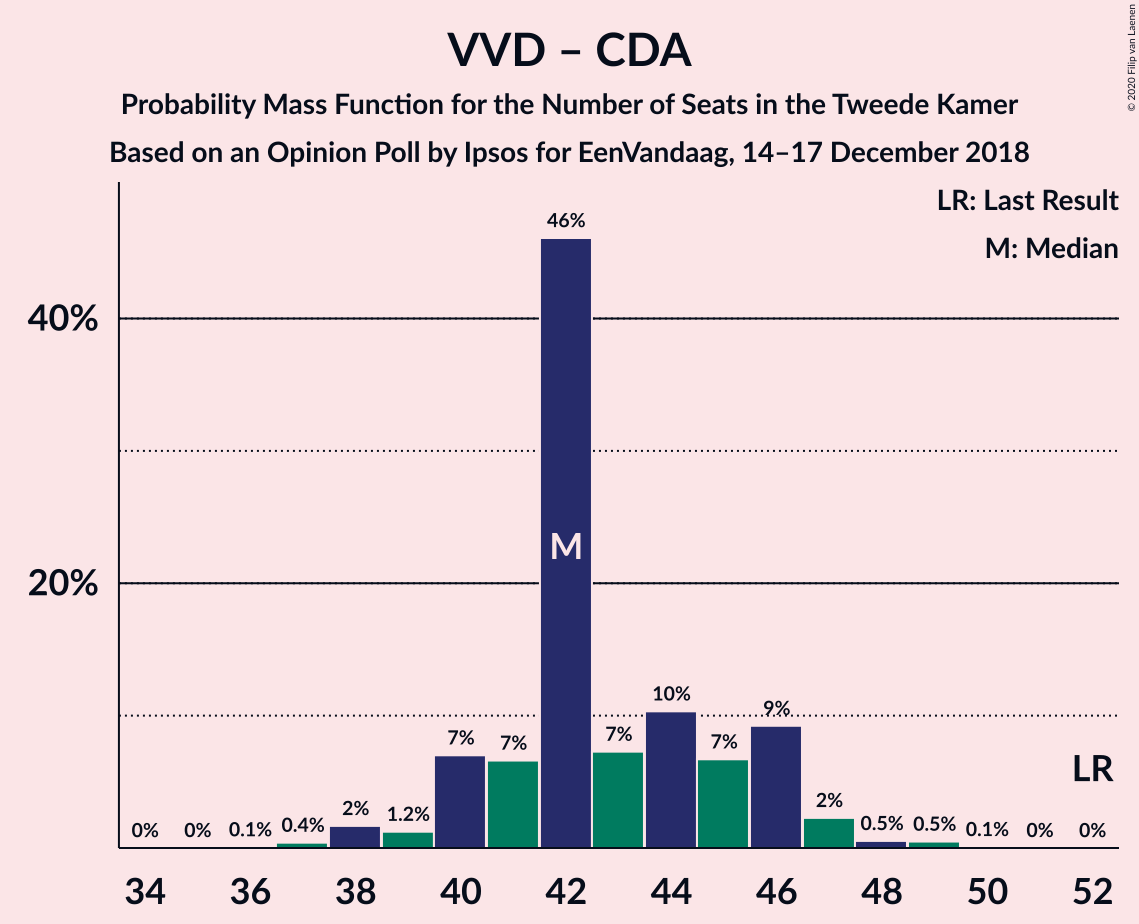 VVD – CDA
Probability Mass Function for the Number of Seats in the Tweede Kamer
Based on an Opinion Poll by Ipsos for EenVandaag, 14–17 December 2018
© 2020 Filip van Laenen
LR: Last Result
M: Median
40%
20%
0%
0%
0.1%
0.4%
2%
1.2%
7%
7%
46%
M
7%
10%
7%
9%
2%
0.5%
0.5%
0.1%
0%
0%
LR
34 36 38 40 42 44 46 48 50 52